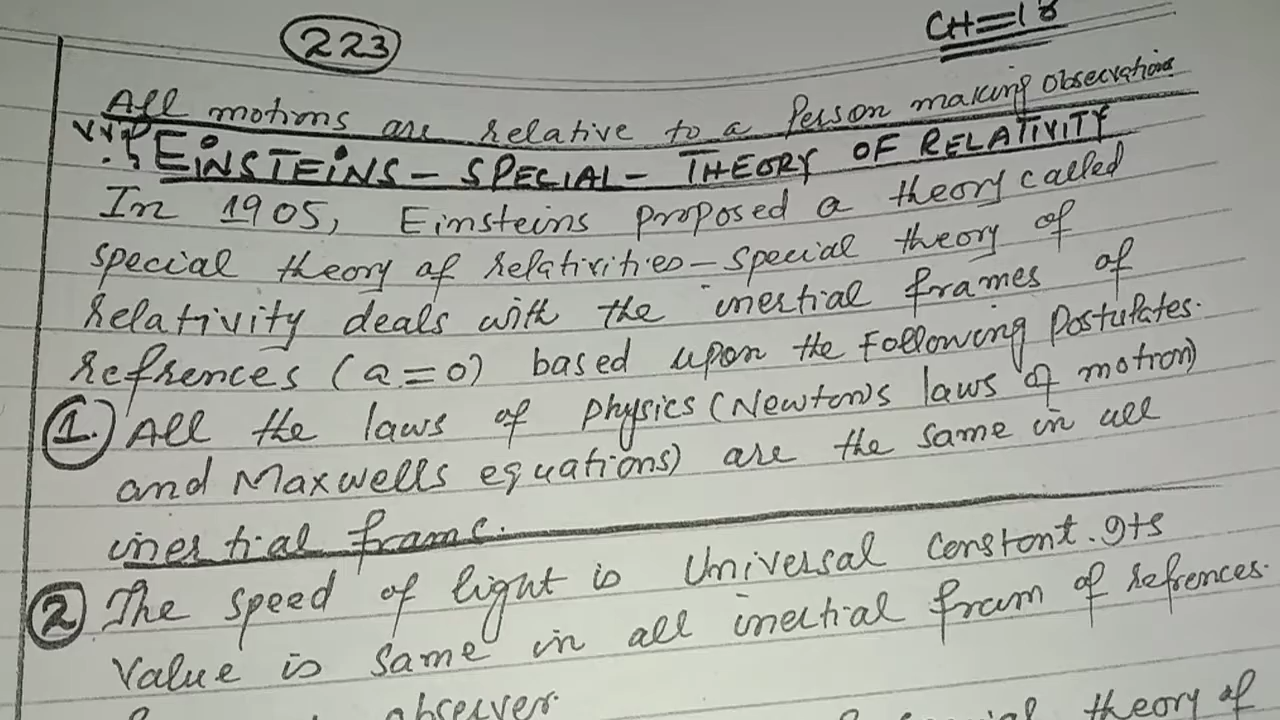 223
CH=18
All motions are relative to a Person making observations
VVP
EINSTEINS - SPECIAL - THEORY OF RELATIVITY
In 1905, Einsteins proposed a theory called
special theory of relativities - special theory of
relativity deals with the inertial frames of
refrences (a=0) based upon the following Postulates.
1. All the laws of physics (Newton's laws of motion)
and Maxwells equations) are the same in all
inertial frame.
2 The speed of light is Universal constant. Its
value is same in all inertial fram of refrences.
observer.
theory of